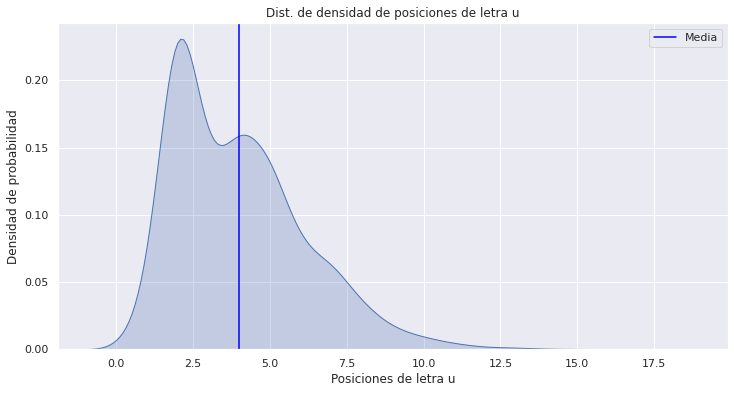 Dist. de densidad de posiciones de letra u
Media
Densidad de probabilidad
0.20
0.15
0.10
0.05
0.00
0.0 2.5 5.0 7.5 10.0 12.5 15.0 17.5
Posiciones de letra u